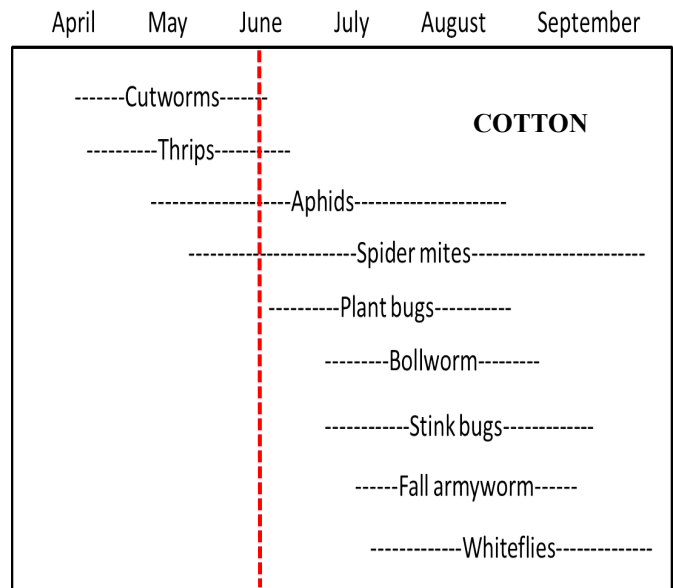 April May June July August September
-------Cutworms-------
COTTON
----------Thrips-----------
--------------------Aphids----------------------
------------------------Spider mites-------------------------
----------Plant bugs-----------
---------Bollworm---------
------------Stink bugs-------------
------Fall armyworm------
-------------Whiteflies--------------